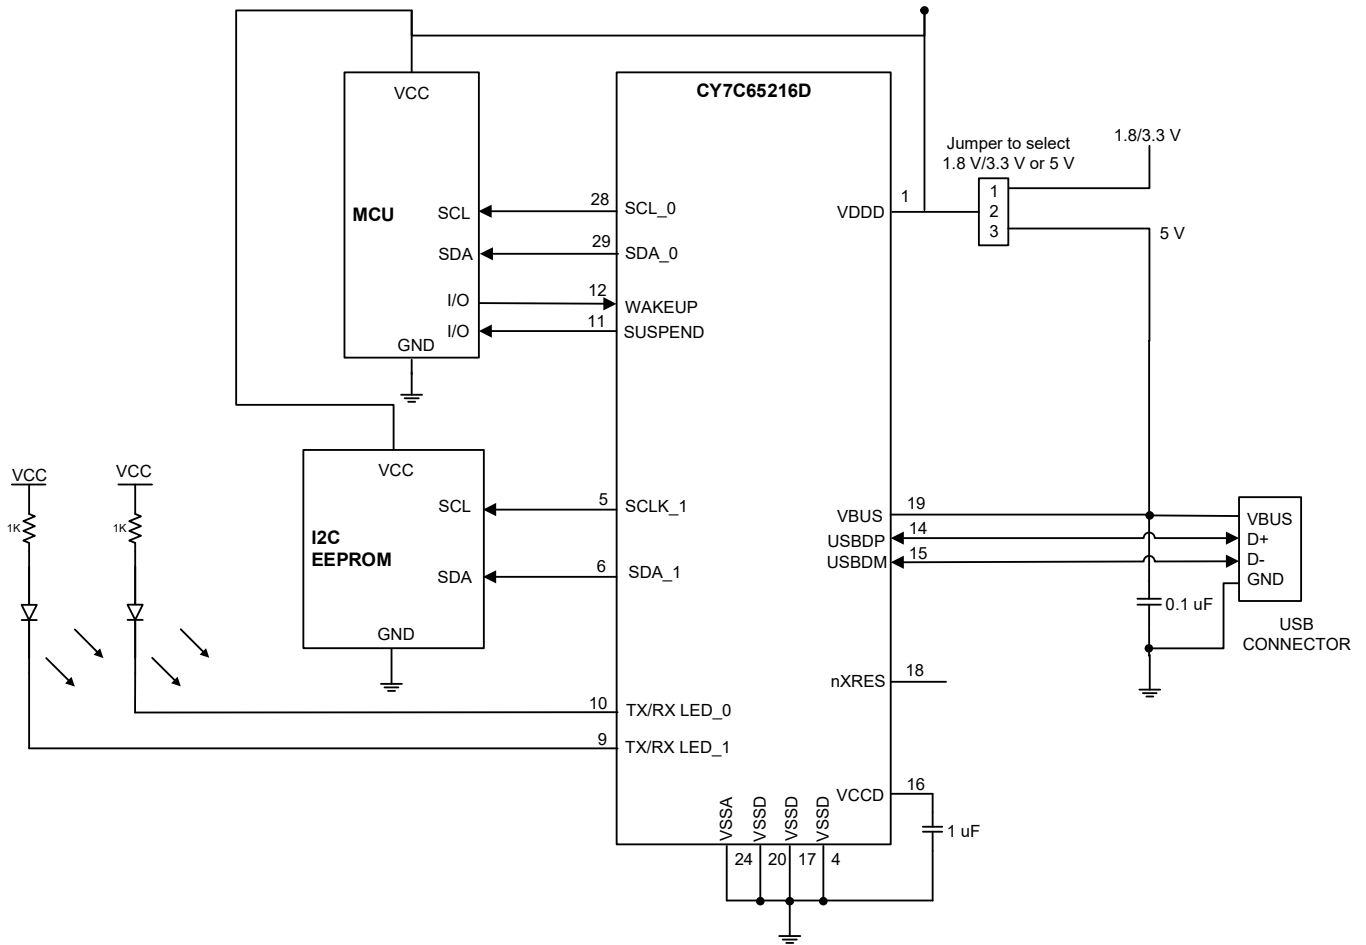 CY7C65216D
VCC
MCU
SCL
SDA
I/O
I/O
GND
28
29
12
11
SCL_0
SDA_0
WAKEUP
SUSPEND
VDDD
1
Jumper to select
1.8 V/3.3 V or 5 V
1
2
3
1.8/3.3 V
5 V
VCC
VCC
1K
1K
VCC
I2C
EEPROM
SCL
SDA
GND
5
6
SCLK_1
SDA_1
10
9
TX/RX LED_0
TX/RX LED_1
VBUS
USBDP
USBDM
19
14
15
VBUS
D+
D-
GND
0.1 uF
USB
CONNECTOR
nXRES
18
VCCD
16
1 uF
VSSA
VSSD
VSSD
VSSD
24
20
17
4